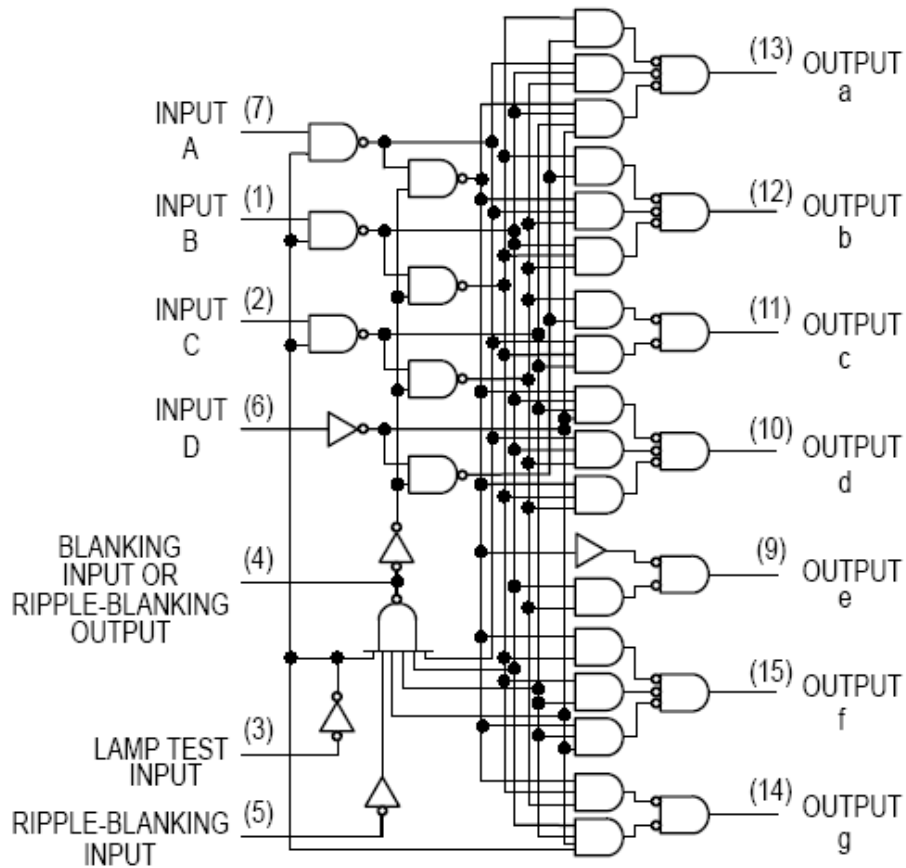 (13)
OUTPUT
a
INPUT
A
(7)
(12)
OUTPUT
b
INPUT
B
(1)
(11)
OUTPUT
c
INPUT
C
(2)
INPUT
D
(6)
(10)
OUTPUT
d
BLANKING
INPUT OR
RIPPLE-BLANKING
OUTPUT
(4)
(9)
OUTPUT
e
(15)
OUTPUT
f
LAMP TEST
INPUT
(3)
RIPPLE-BLANKING
INPUT
(5)
(14)
OUTPUT
g